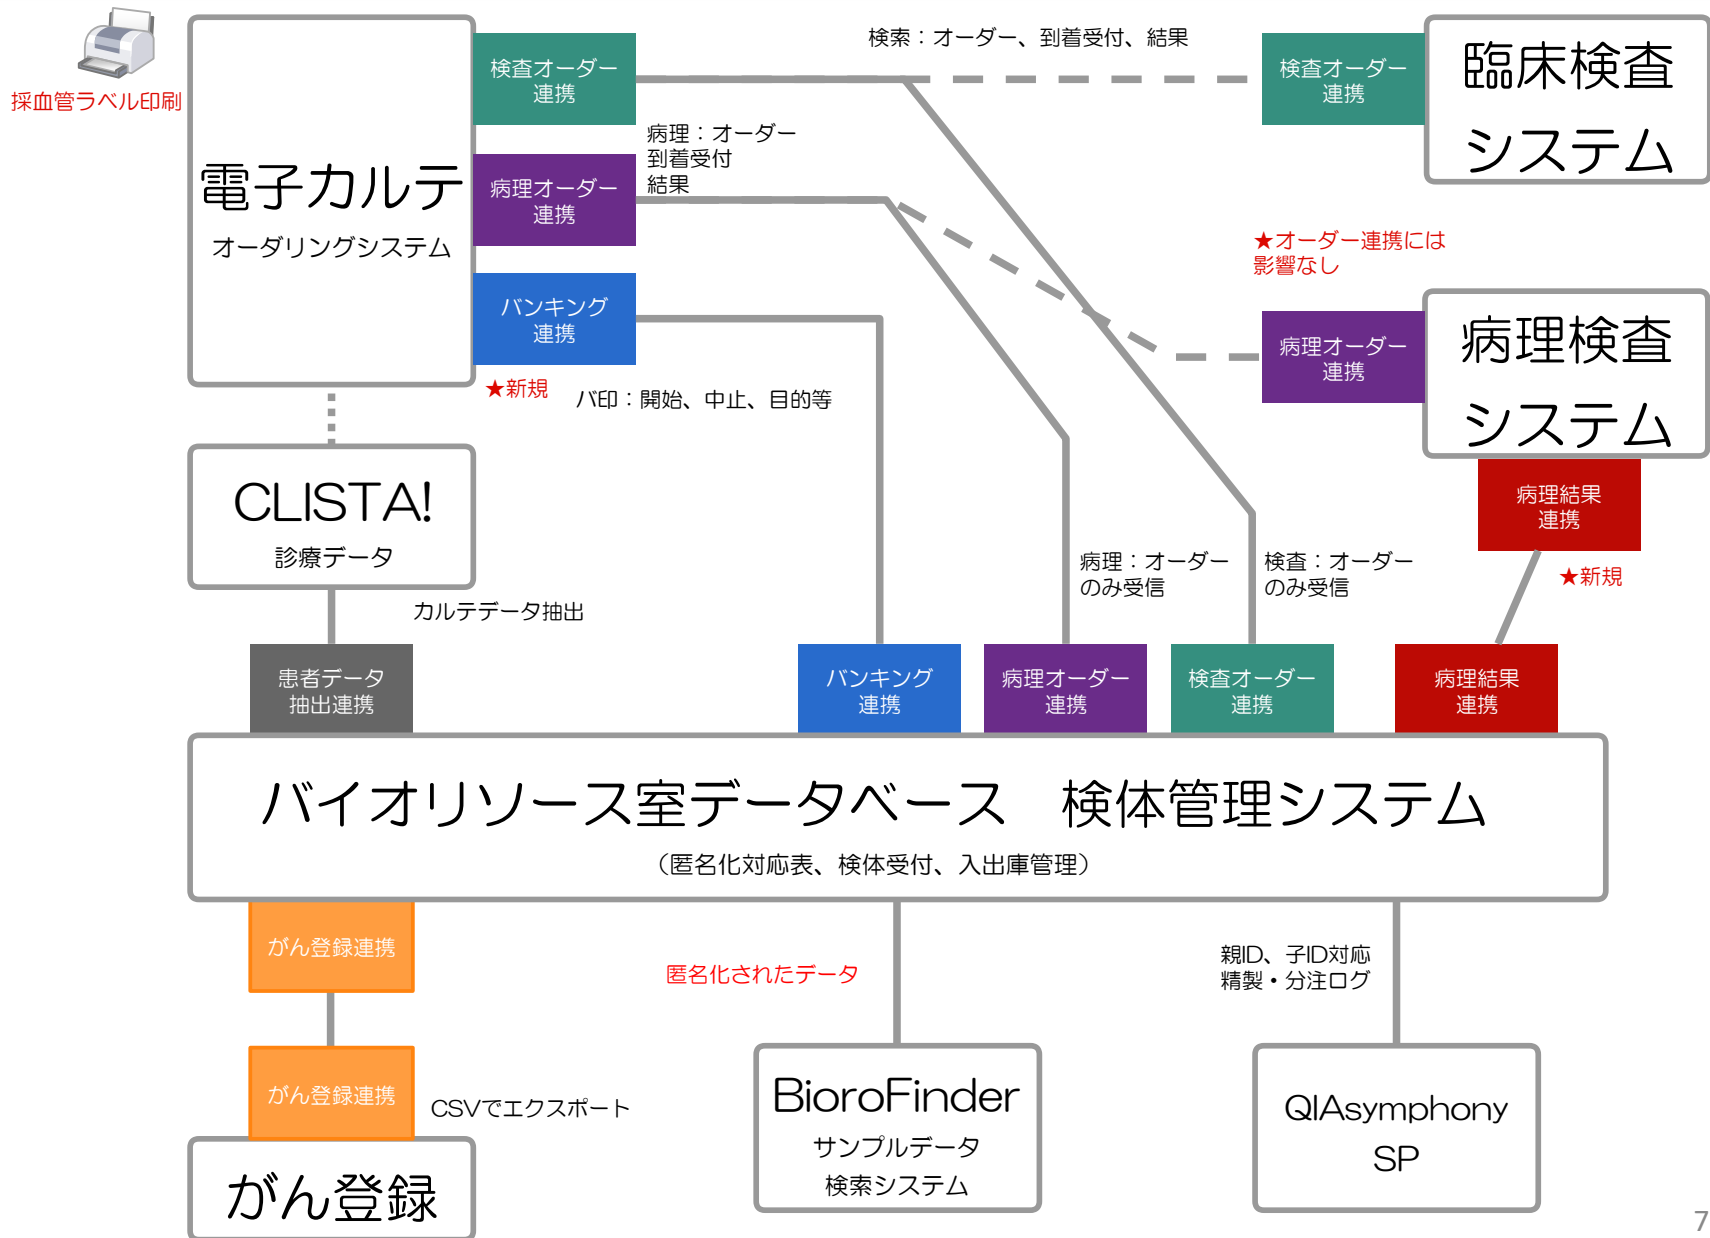 採血管ラベル印刷
電子カルテ
オーダリングシステム
検査オーダー
連携
検索：オーダー、到着受付、結果
検査オーダー
連携
臨床検査
システム
病理オーダー
連携
病理：オーダー
到着受付
結果
バンキング
連携
★新規
バ印：開始、中止、目的等
★オーダー連携には
影響なし
病理オーダー
連携
病理検査
システム
病理結果
連携
★新規
CLISTA!
診療データ
カルテデータ抽出
病理：オーダー
のみ受信
検査：オーダー
のみ受信
患者データ
抽出連携
バンキング
連携
病理オーダー
連携
検査オーダー
連携
病理結果
連携
バイオリソース室データベース　検体管理システム
（匿名化対応表、検体受付、入出庫管理）
がん登録連携
匿名化されたデータ
親ID、子ID対応
精製・分注ログ
がん登録連携
CSVでエクスポート
がん登録
BioroFinder
サンプルデータ
検索システム
QIAsymphony
SP
7